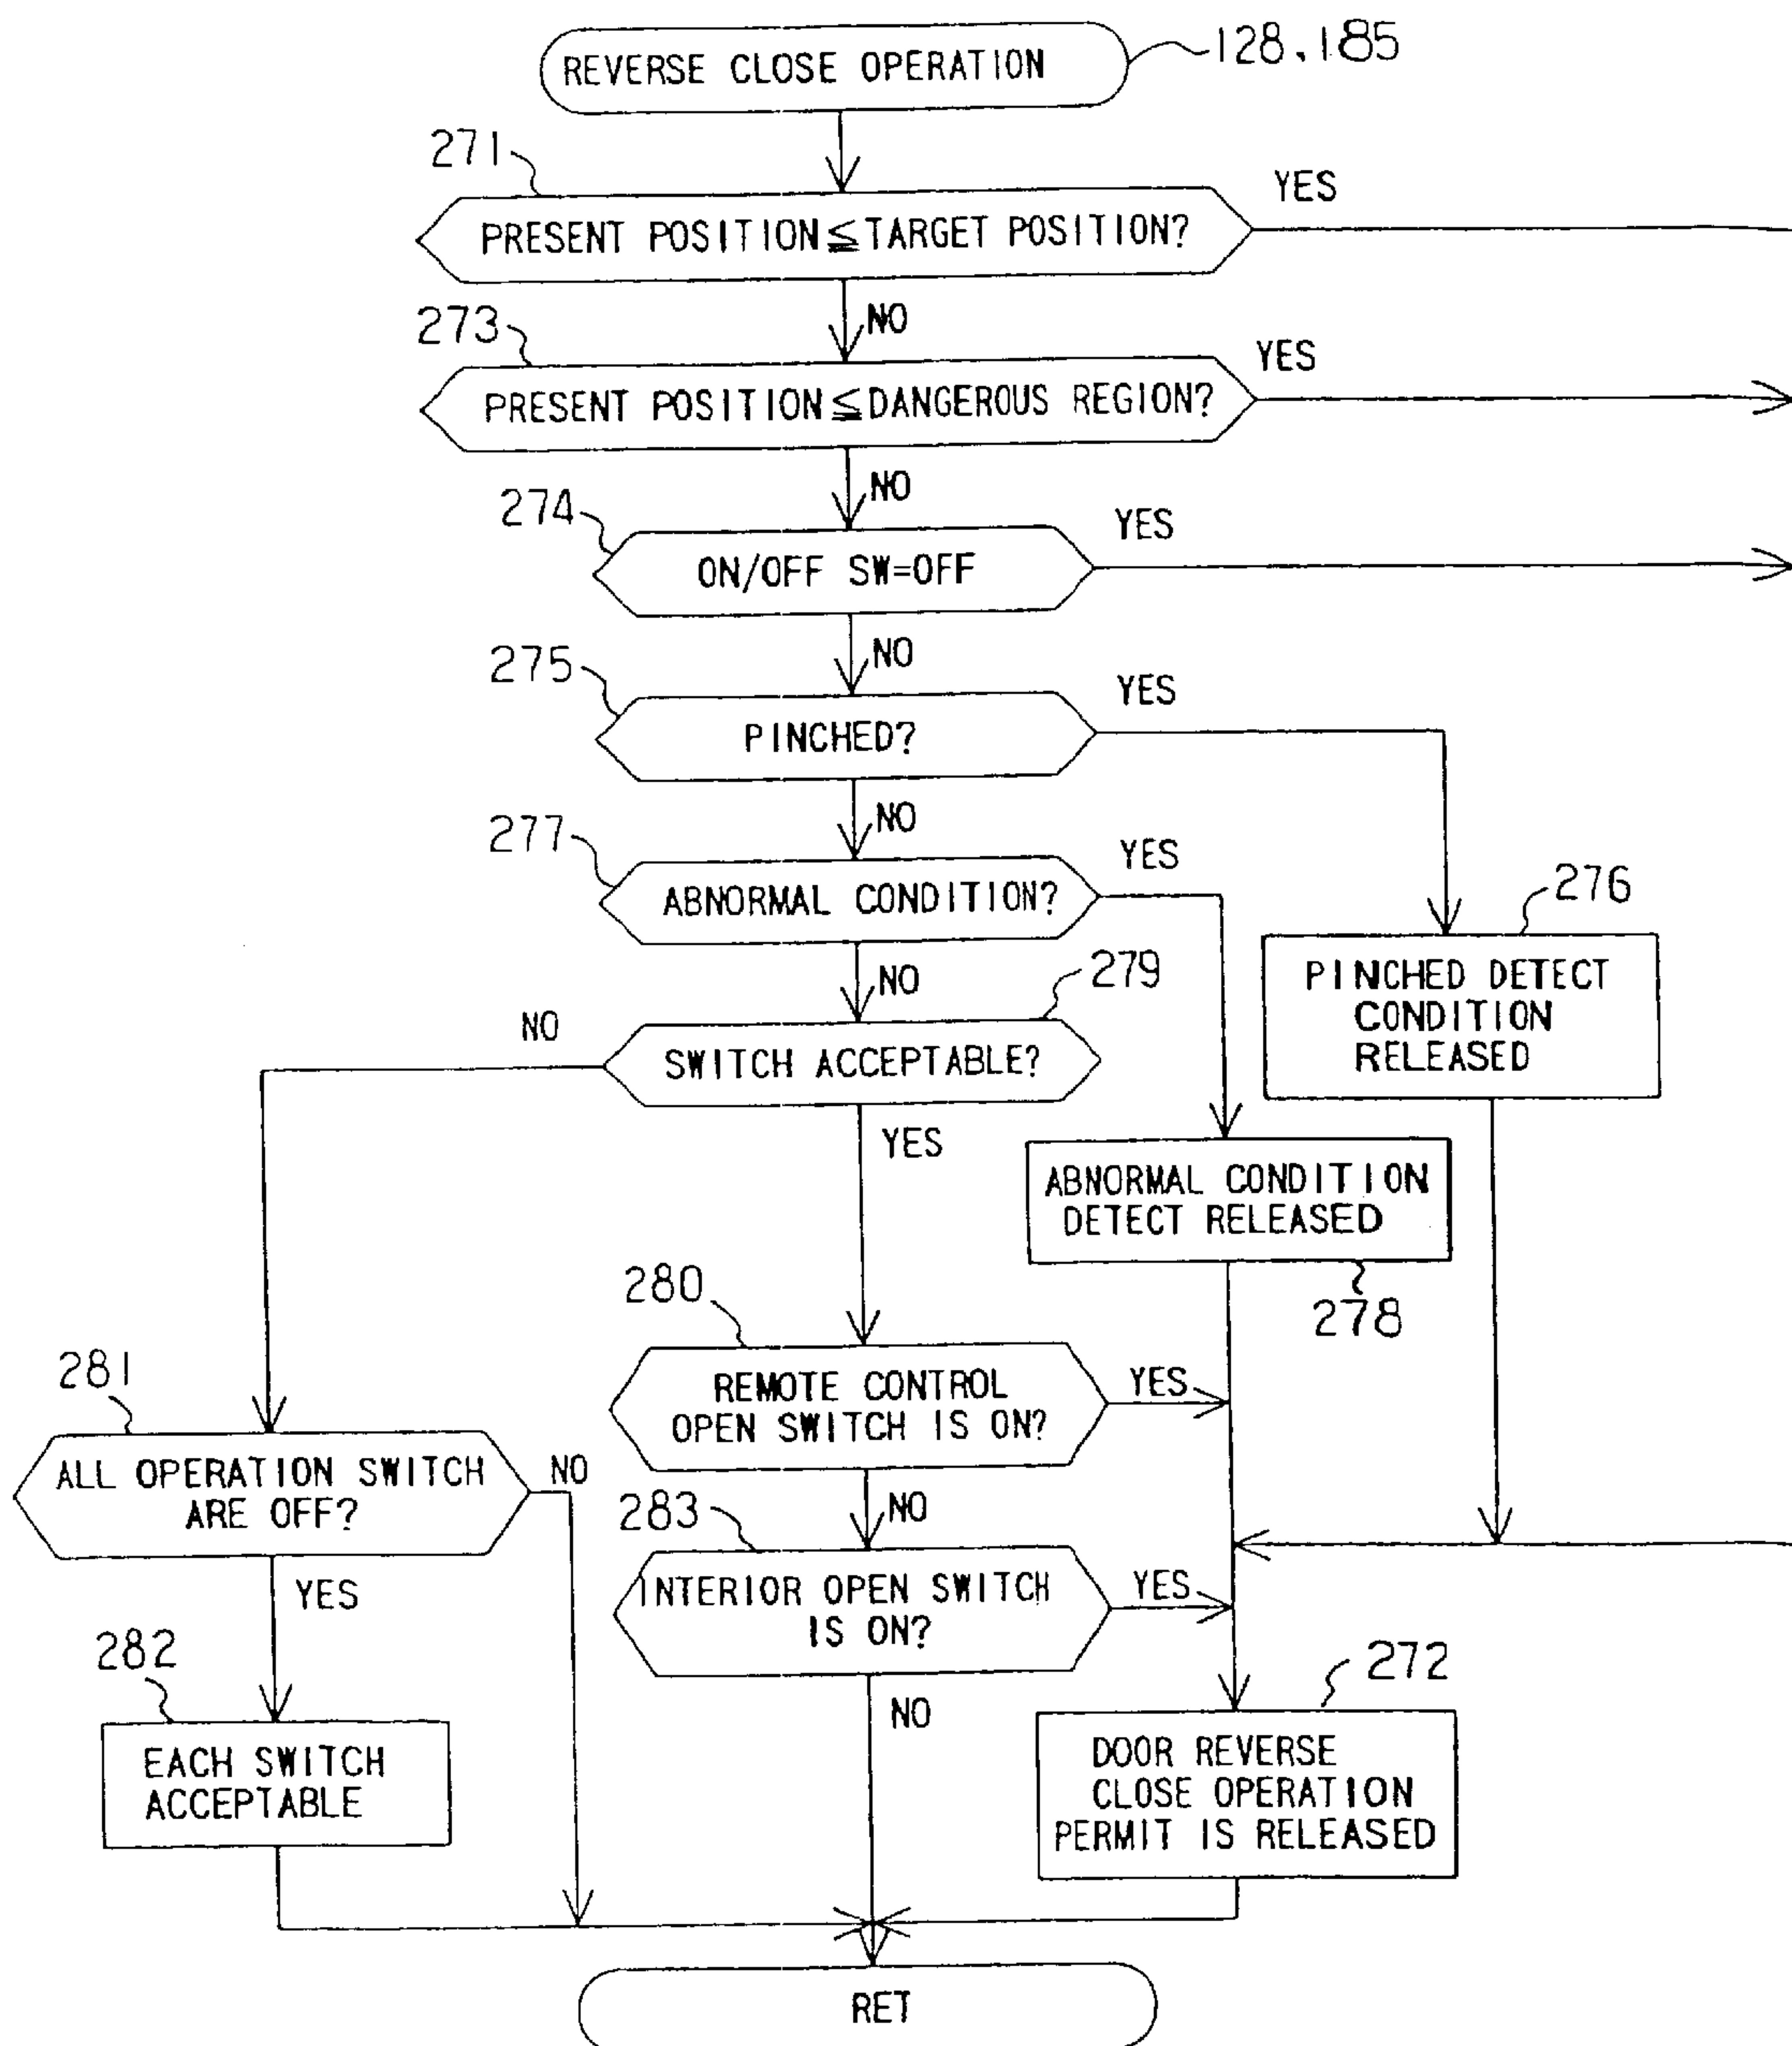 REVERSE CLOSE OPERATION
128,185
271
PRESENT POSITION≦TARGET POSITION?
YES
NO
273
PRESENT POSITION≦DANGEROUS REGION?
YES
NO
274
ON/OFF SW=OFF
YES
NO
275
PINCHED?
YES
NO
277
ABNORMAL CONDITION?
YES
276
PINCHED DETECT
CONDITION
RELEASED
NO
279
NO
SWITCH ACCEPTABLE?
YES
ABNORMAL CONDITION
DETECT RELEASED
278
280
REMOTE CONTROL
OPEN SWITCH IS ON?
YES
281
ALL OPERATION SWITCH
ARE OFF?
NO
NO
283
INTERIOR OPEN SWITCH
IS ON?
YES
YES
282
EACH SWITCH
ACCEPTABLE
NO
272
DOOR REVERSE
CLOSE OPERATION
PERMIT IS RELEASED
RET